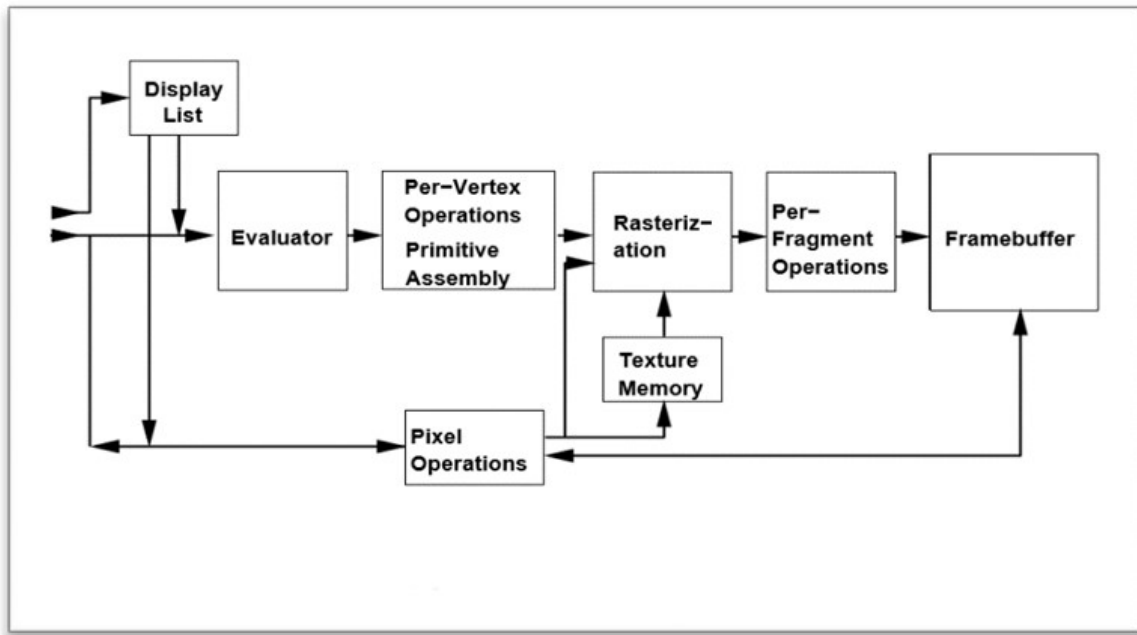 Display
List
Evaluator
Per-Vertex
Operations
Primitive
Assembly
Rasteriz-
ation
Per-
Fragment
Operations
Framebuffer
Texture
Memory
Pixel
Operations